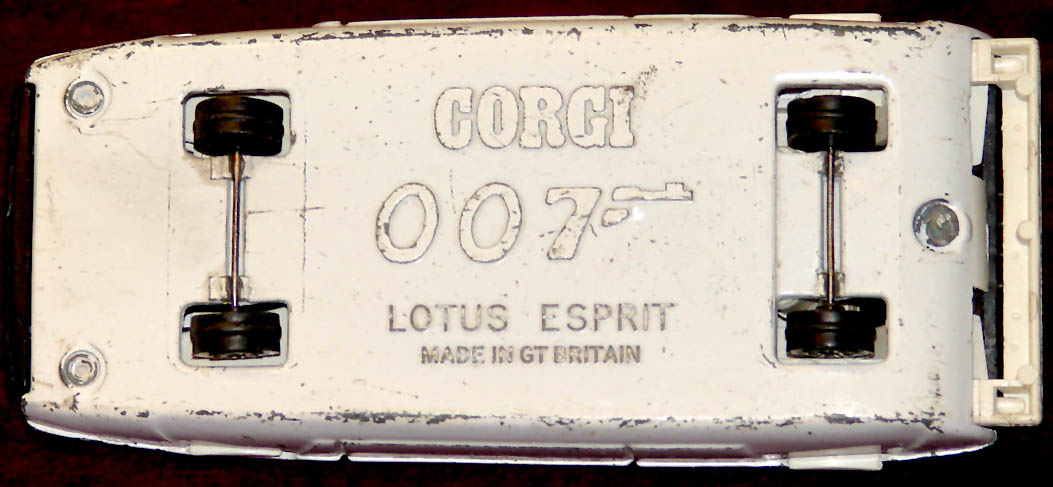 CORGI
007
LOTUS ESPRIT
MADE IN GT BRITAIN